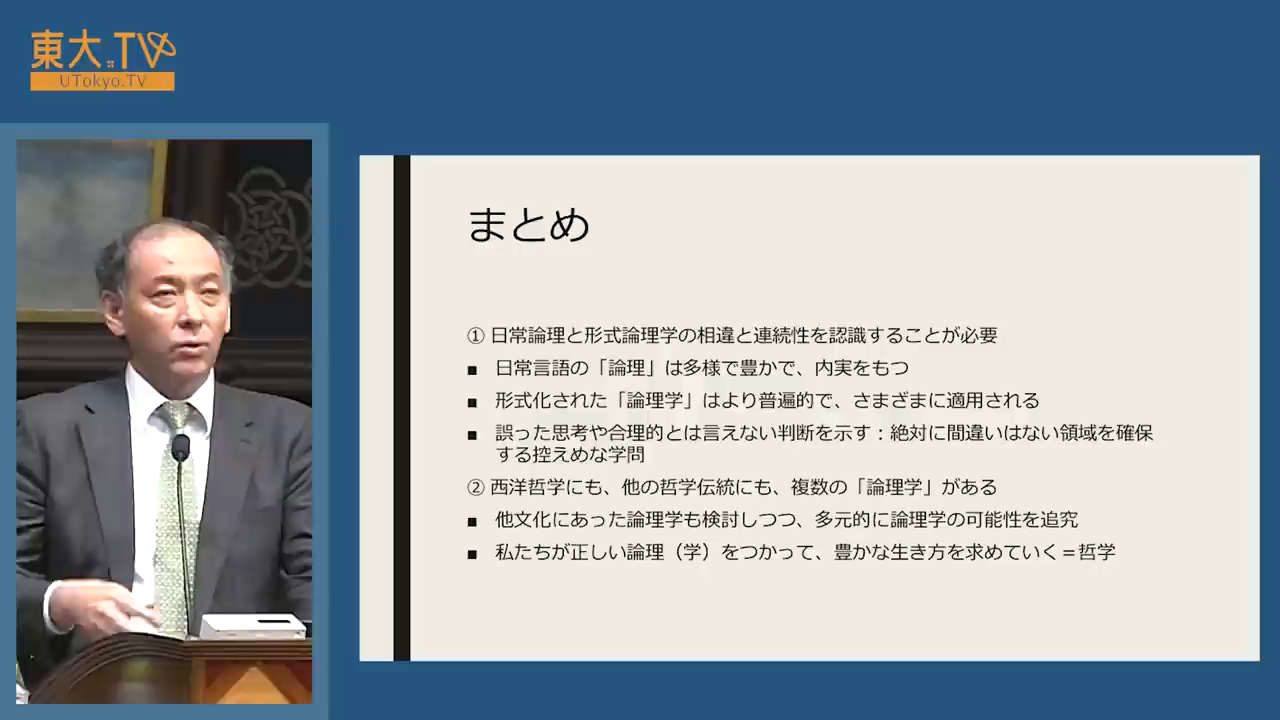 東大.TV
UTokyo.TV
まとめ
① 日常論理と形式論理学の相違と連続性を認識することが必要
■ 日常言語の「論理」は多様で豊かで、内実をもつ
■ 形式化された「論理学」はより普遍的で、さまざまに適用される
■ 誤った思考や合理的とは言えない判断を示す：絶対に間違いはない領域を確保
する控えめな学問
② 西洋哲学にも、他の哲学伝統にも、複数の「論理学」がある
■ 他文化にあった論理学も検討しつつ、多元的に論理学の可能性を追究
■ 私たちが正しい論理（学）をつかって、豊かな生き方を求めていく＝哲学